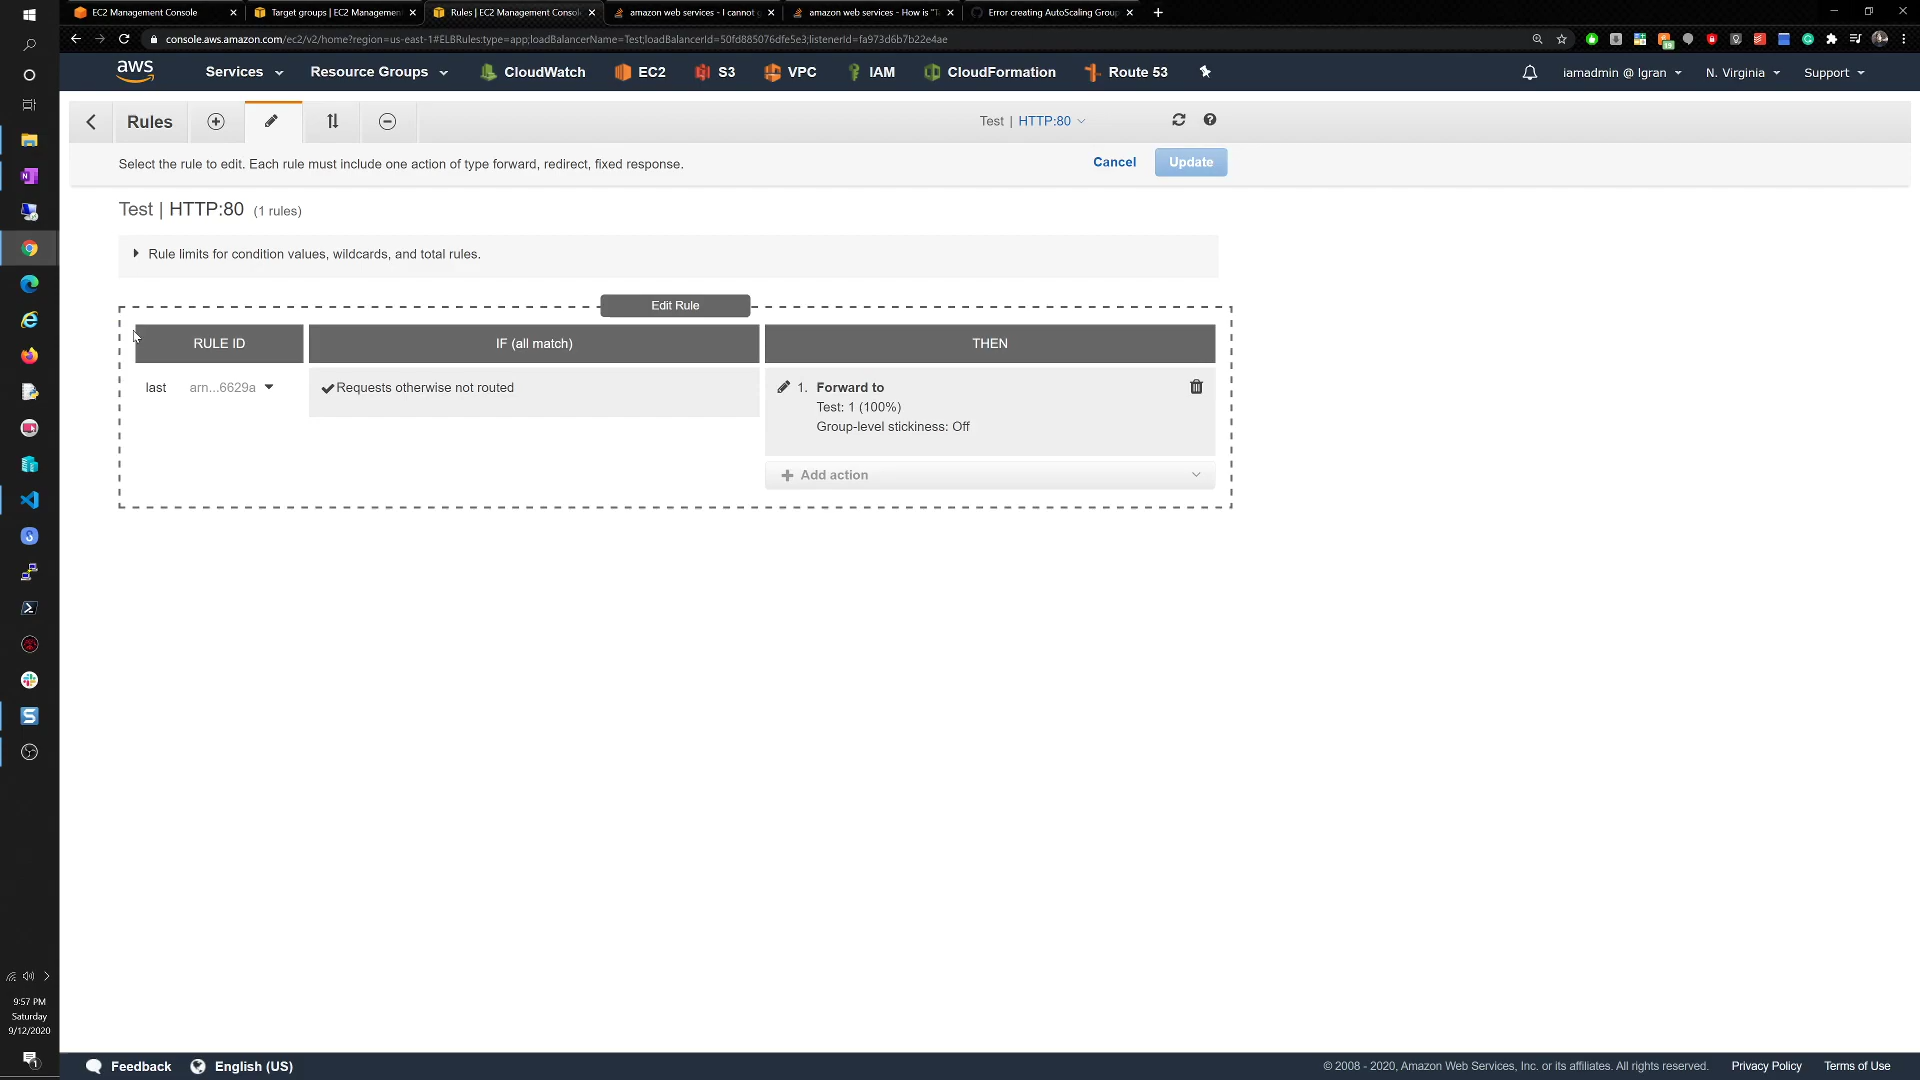 EC2 Management Console
Target groups | EC2 Management
Rules | EC2 Management Consol
amazon web services - I cannot
amazon web services - How is "T
Error creating AutoScaling Group
console.aws.amazon.com/ec2/v2/home?region=us-east-1#ELBRules:type=app;loadBalancerName=Test;loadBalancerId=50fd885076dfe5e3;listenerId=fa973d6b7b22e4ae
aws
Services
Resource Groups
CloudWatch
EC2
S3
VPC
IAM
CloudFormation
Route 53
iamadmin @ lgran
N. Virginia
Support
Rules
Test | HTTP:80
Select the rule to edit. Each rule must include one action of type forward, redirect, fixed response.
Cancel
Update
Test | HTTP:80 (1 rules)
Rule limits for condition values, wildcards, and total rules.
Edit Rule
RULE ID
IF (all match)
THEN
last
arn...6629a
Requests otherwise not routed
1. Forward to
Test: 1 (100%)
Group-level stickiness: Off
Add action
9:57 PM
Saturday
9/12/2020
Feedback
English (US)
© 2008 - 2020, Amazon Web Services, Inc. or its affiliates. All rights reserved.
Privacy Policy
Terms of Use